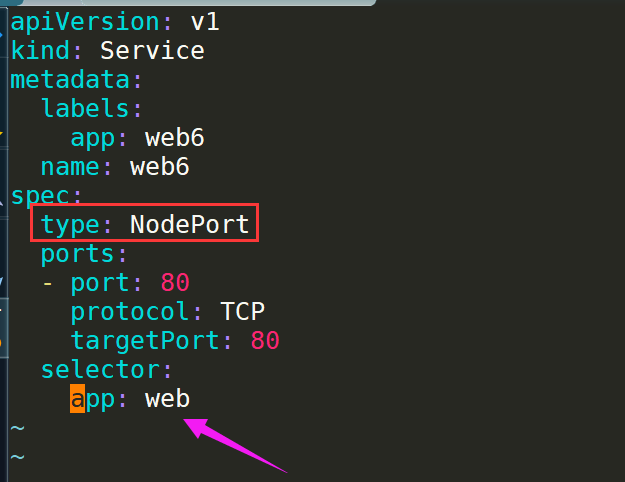 apiVersion: v1
kind: Service
metadata:
  labels:
    app: web6
  name: web6
spec:
  type: NodePort
  ports:
  - port: 80
    protocol: TCP
    targetPort: 80
  selector:
    app: web
~
~